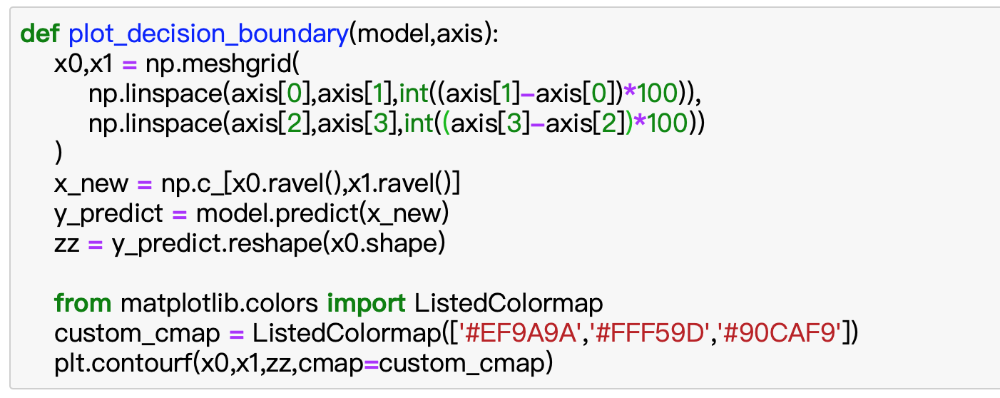 def plot_decision_boundary(model,axis):
    x0,x1 = np.meshgrid(
        np.linspace(axis[0],axis[1],int((axis[1]-axis[0])*100)),
        np.linspace(axis[2],axis[3],int((axis[3]-axis[2])*100))
    )
    x_new = np.c_[x0.ravel(),x1.ravel()]
    y_predict = model.predict(x_new)
    zz = y_predict.reshape(x0.shape)

    from matplotlib.colors import ListedColormap
    custom_cmap = ListedColormap(['#EF9A9A','#FFF59D','#90CAF9'])
    plt.contourf(x0,x1,zz,cmap=custom_cmap)